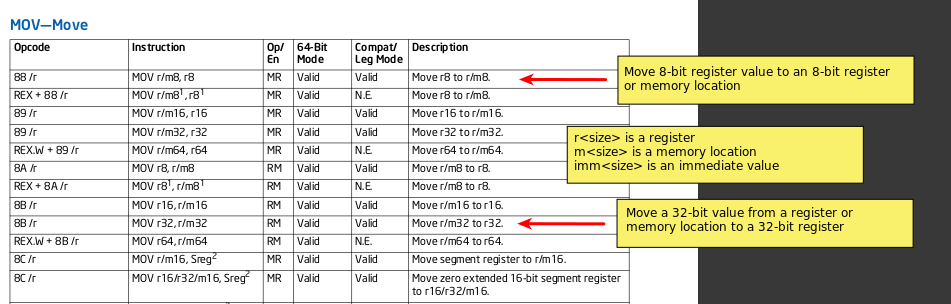 MOV—Move
Opcode Instruction Op/ En 64-Bit Mode Compat/ Leg Mode Description
88 /r MOV r/m8, r8 MR Valid Valid Move r8 to r/m8.
REX + 88 /r MOV r/m8¹, r8¹ MR Valid N.E. Move r8 to r/m8.
89 /r MOV r/m16, r16 MR Valid Valid Move r16 to r/m16.
89 /r MOV r/m32, r32 MR Valid Valid Move r32 to r/m32.
REX.W + 89 /r MOV r/m64, r64 MR Valid N.E. Move r64 to r/m64.
8A /r MOV r8, r/m8 RM Valid Valid Move r/m8 to r8.
REX + 8A /r MOV r8¹, r/m8¹ RM Valid N.E. Move r/m8 to r8.
8B /r MOV r16, r/m16 RM Valid Valid Move r/m16 to r16.
8B /r MOV r32, r/m32 RM Valid Valid Move r/m32 to r32.
REX.W + 8B /r MOV r64, r/m64 RM Valid N.E. Move r/m64 to r64.
8C /r MOV r/m16, Sreg² MR Valid Valid Move segment register to r/m16.
8C /r MOV r16/r32/m16, Sreg² MR Valid Valid Move zero extended 16-bit segment register
to r16/r32/m16.
Move 8-bit register value to an 8-bit register
or memory location
r<size> is a register
m<size> is a memory location
imm<size> is an immediate value
Move a 32-bit value from a register or
memory location to a 32-bit register